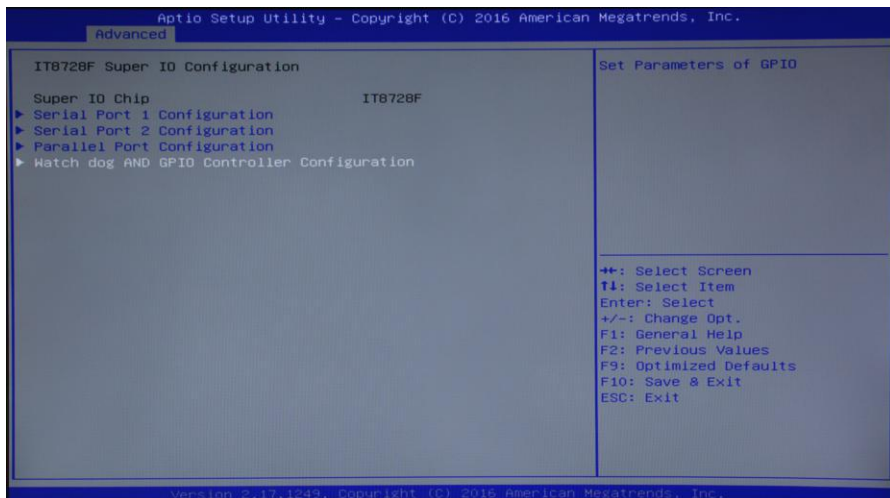 Aptio Setup Utility – Copyright (C) 2016 American Megatrends, Inc.
Advanced
IT8728F Super IO Configuration
Super IO Chip IT8728F
► Serial Port 1 Configuration
► Serial Port 2 Configuration
► Parallel Port Configuration
► Watch dog AND GPIO Controller Configuration
Set Parameters of GPIO
→←: Select Screen
↑↓: Select Item
Enter: Select
+/-: Change Opt.
F1: General Help
F2: Previous Values
F9: Optimized Defaults
F10: Save & Exit
ESC: Exit
Version 2.17.1249. Copyright (C) 2016 American Megatrends, Inc.